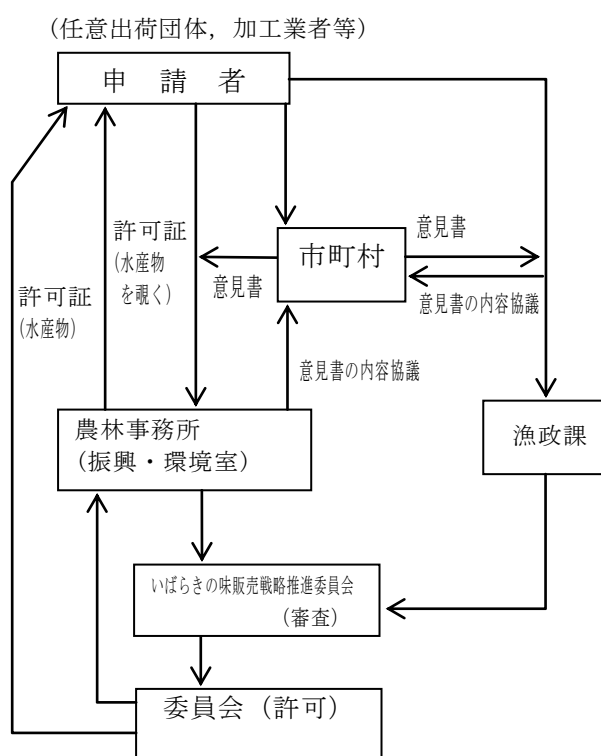 (任意出荷団体，加工業者等)
申　請　者
許可証
(水産物
を覗く)
市町村
意見書
意見書
意見書の内容協議
許可証
(水産物)
意見書の内容協議
農林事務所
(振興・環境室)
漁政課
いばらきの味販売戦略推進委員会
(審査)
委員会（許可）